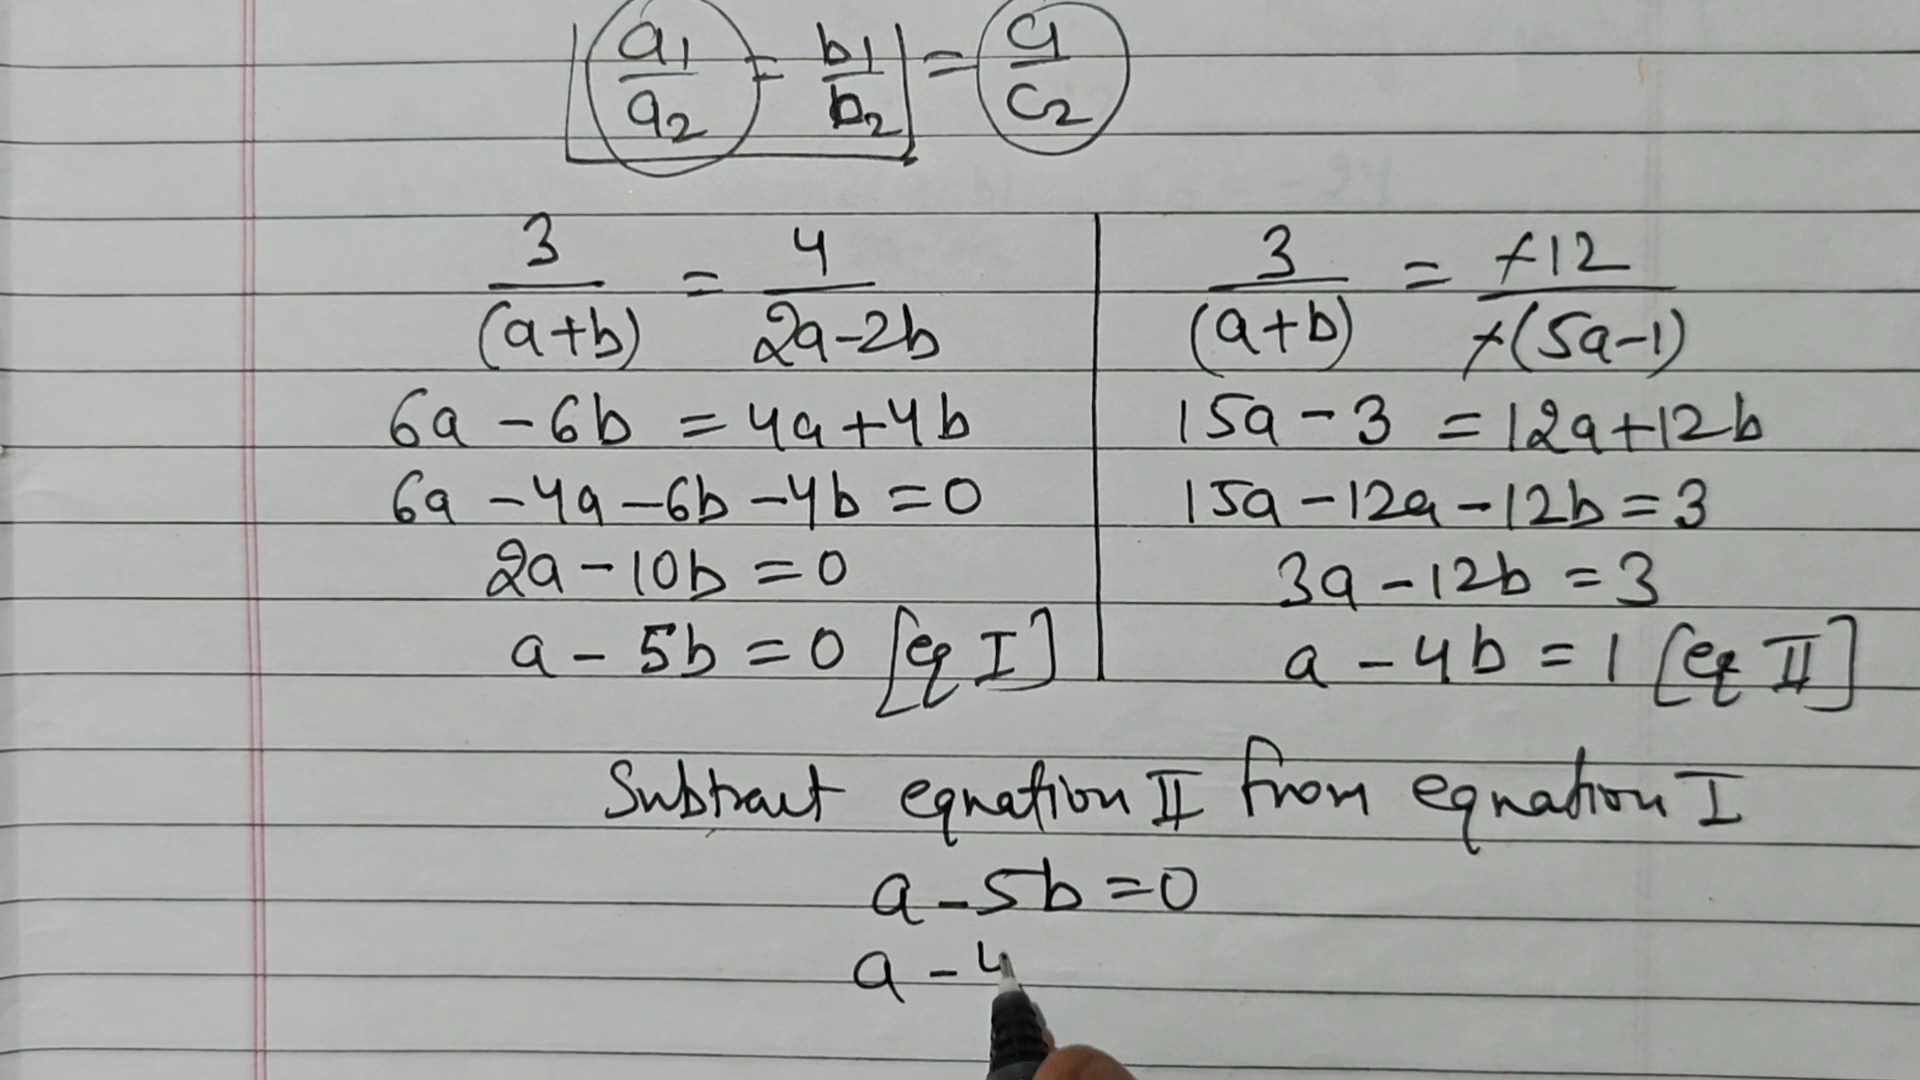 a1/a2 = b1/b2 = c1/c2
3/(a+b) = 4/2a-2b
6a - 6b = 4a+4b
6a - 4a - 6b - 4b = 0
2a - 10b = 0
a - 5b = 0 [eq I]
3/(a+b) = +12/+(5a-1)
15a - 3 = 12a+12b
15a - 12a - 12b = 3
3a - 12b = 3
a - 4b = 1 [eq II]
Subtract equation II from equation I
a - 5b = 0
a - 4